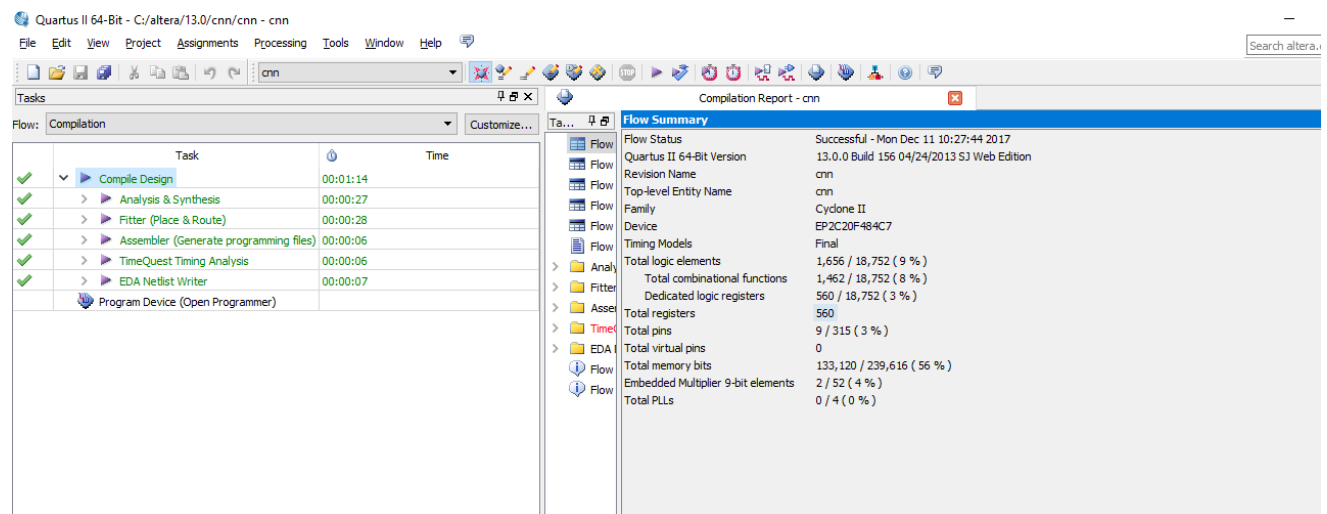 Quartus II 64-Bit - C:/altera/13.0/cnn/cnn - cnn
File Edit View Project Assignments Processing Tools Window Help
Search altera.
cnn
STOP
Tasks
Flow: Compilation Customize...
Task Time
Compile Design 00:01:14
Analysis & Synthesis 00:00:27
Fitter (Place & Route) 00:00:28
Assembler (Generate programming files) 00:00:06
TimeQuest Timing Analysis 00:00:06
EDA Netlist Writer 00:00:07
Program Device (Open Programmer)
Compilation Report - cnn
Ta...
Flow
Flow
Flow
Flow
Flow
Flow
Analy
Fitter
Asse
Time
EDA
Flow
Flow
Flow Summary
Flow Status Successful - Mon Dec 11 10:27:44 2017
Quartus II 64-Bit Version 13.0.0 Build 156 04/24/2013 SJ Web Edition
Revision Name cnn
Top-level Entity Name cnn
Family Cyclone II
Device EP2C20F484C7
Timing Models Final
Total logic elements 1,656 / 18,752 ( 9 % )
Total combinational functions 1,462 / 18,752 ( 8 % )
Dedicated logic registers 560 / 18,752 ( 3 % )
Total registers 560
Total pins 9 / 315 ( 3 % )
Total virtual pins 0
Total memory bits 133,120 / 239,616 ( 56 % )
Embedded Multiplier 9-bit elements 2 / 52 ( 4 % )
Total PLLs 0 / 4 ( 0 % )